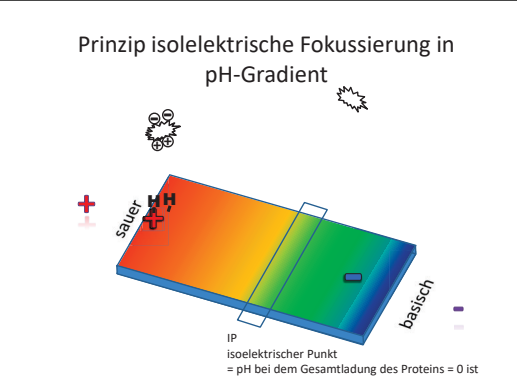 Prinzip isolelektrische Fokussierung in
pH-Gradient
sauer
H H
basisch
IP
isoelektrischer Punkt
= pH bei dem Gesamtladung des Proteins = 0 ist